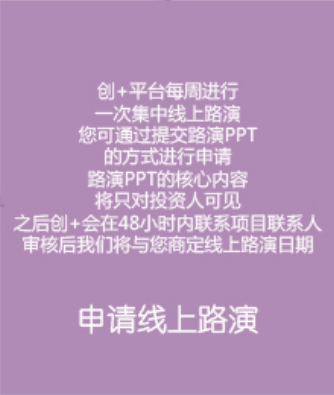 创+平台每周进行
一次集中线上路演
您可通过提交路演PPT
的方式进行申请
路演PPT的核心内容
将只对投资人可见
之后创+会在48小时内联系项目联系人
审核后我们将与您商定线上路演日期
申请线上路演